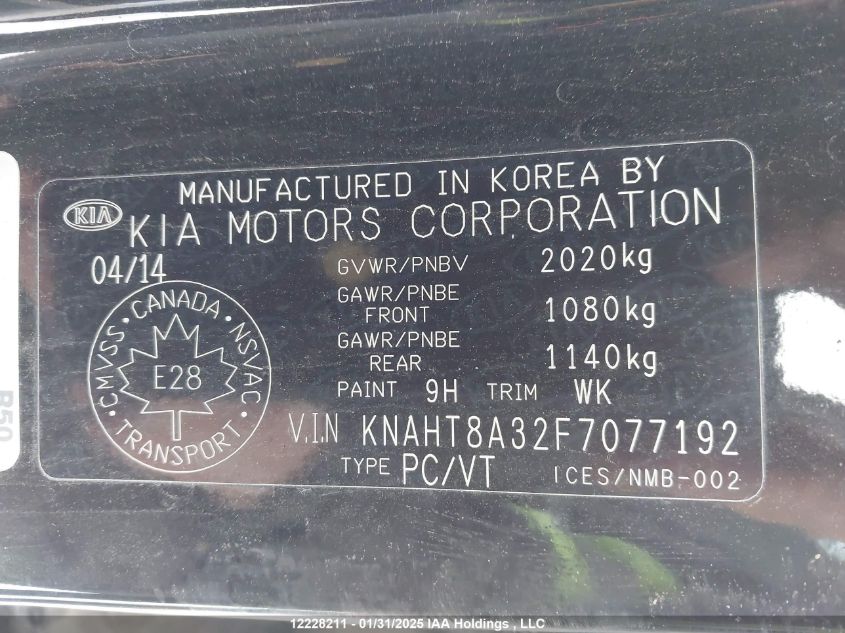 MANUFACTURED IN KOREA BY
KIA
KIA MOTORS CORPORATION
04/14
GVWR/PNBV 2020kg
GAWR/PNBE FRONT 1080kg
GAWR/PNBE REAR 1140kg
PAINT 9H TRIM WK
V.I.N KNAHT8A32F7077192
TYPE PC/VT ICES/NMB-002
CMVSS · CANADA · NSVAC · TRANSPORT ·
E28
B50
12228211 - 01/31/2025 IAA Holdings , LLC